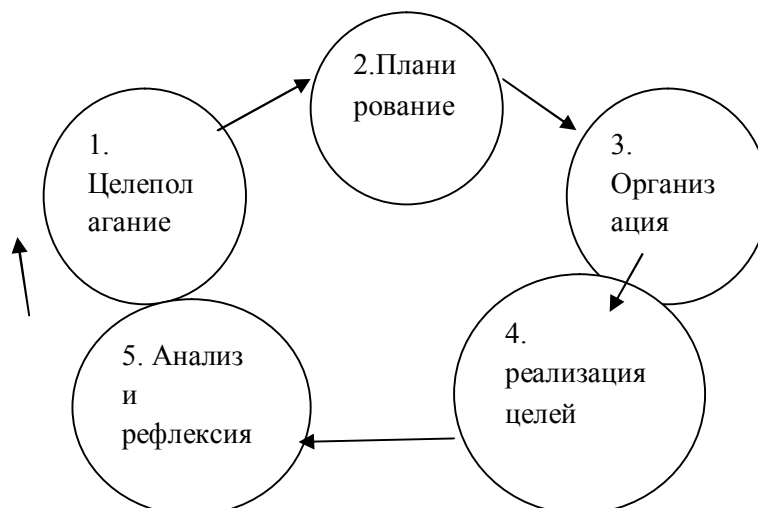 1.
Целепол
агание
2.Плани
рование
3.
Организ
ация
4.
реализация
целей
5. Анализ
и
рефлексия